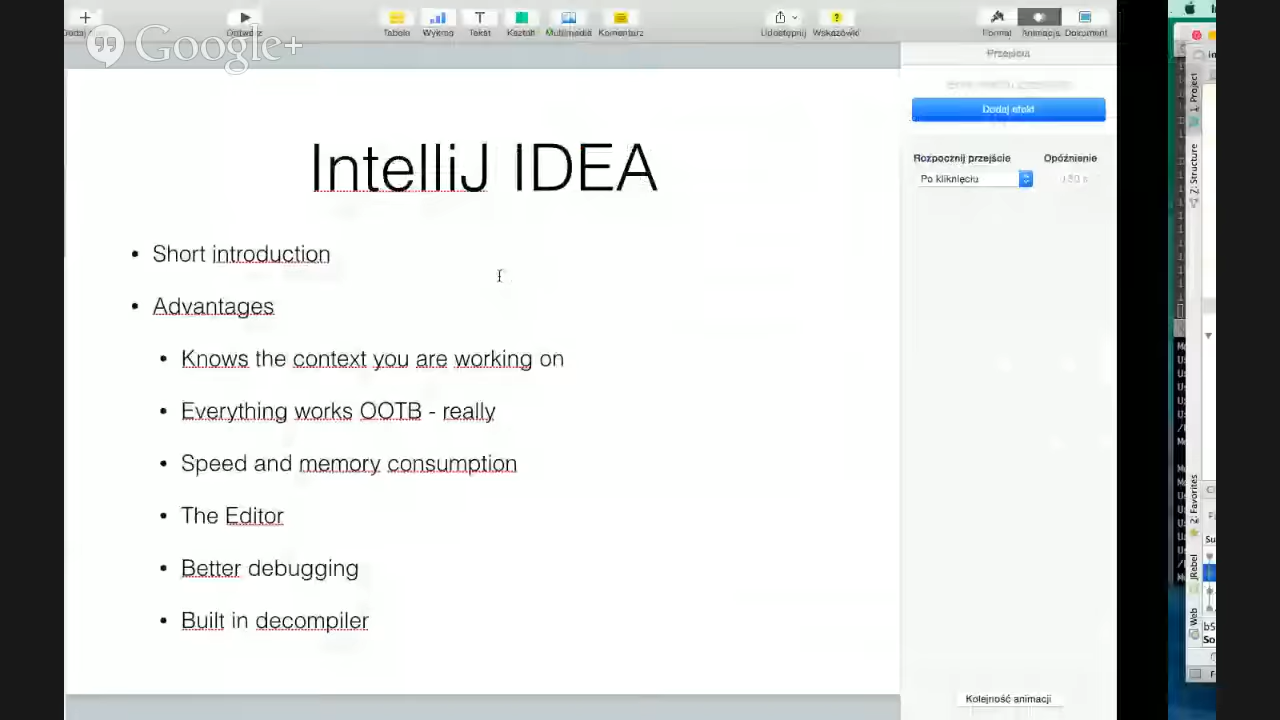 Google+
Tabela Wykres Tekst Kształt Multimedia Komentarz
Udostępnij Wskazówki
Format Animacja Dokument
Przejścia
Dodaj efekt
Rozpocznij przejście Opóźnienie
Po kliknięciu
IntelliJ IDEA
• Short introduction
• Advantages
• Knows the context you are working on
• Everything works OOTB - really
• Speed and memory consumption
• The Editor
• Better debugging
• Built in decompiler
Kolejność animacji
1: Project
Z: Structure
2: Favorites
JRebel
Web